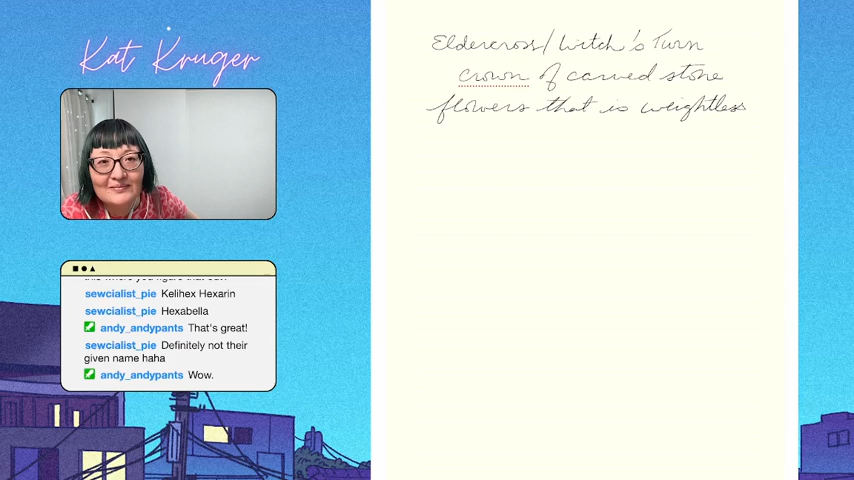 Kat Kruger
Eldercross/Witch's Turn
crown of carved stone
flowers that is weightless
sewcialist_pie Kelihex Hexarin
sewcialist_pie Hexabella
andy_andypants That's great!
sewcialist_pie Definitely not their
given name haha
andy_andypants Wow.